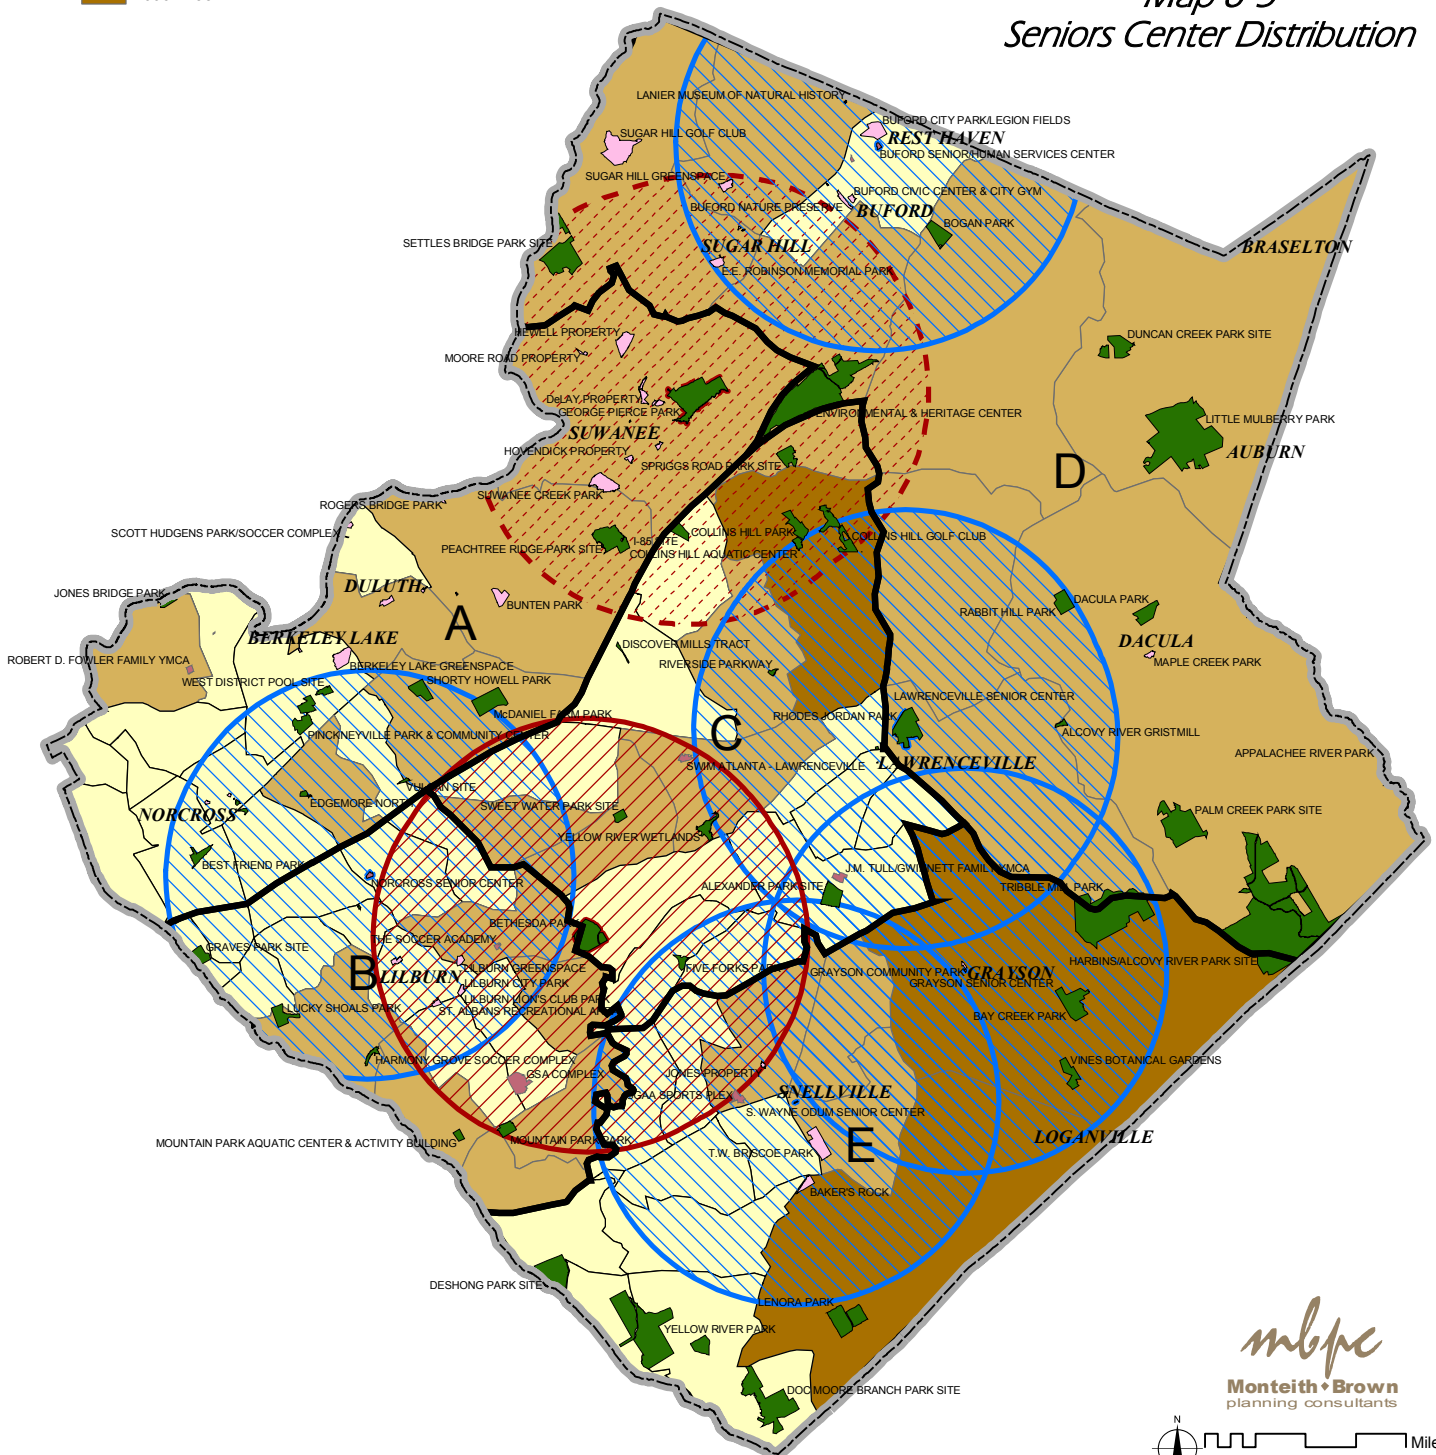 Seniors Center Distribution
LANIER MUSEUM OF NATURAL HISTORY
BUFORD CITY PARK/LEGION FIELDS
SUGAR HILL GOLF CLUB
REST HAVEN
BUFORD SENIOR/HUMAN SERVICES CENTER
SUGAR HILL GREENSPACE
BUFORD CIVIC CENTER & CITY GYM
BUFORD NATURE PRESERVE
BUFORD
BOGAN PARK
SETTLES BRIDGE PARK SITE
SUGAR HILL
BRASELTON
E.E. ROBINSON MEMORIAL PARK
HEWELL PROPERTY
DUNCAN CREEK PARK SITE
MOORE ROAD PROPERTY
DeLAY PROPERTY
GEORGE PIERCE PARK
ENVIRONMENTAL & HERITAGE CENTER
LITTLE MULBERRY PARK
SUWANEE
AUBURN
HOVENDICK PROPERTY
SPRIGGS ROAD PARK SITE
D
SUWANEE CREEK PARK
ROGERS BRIDGE PARK
SCOTT HUDGENS PARK/SOCCER COMPLEX
COLLINS HILL PARK
COLLINS HILL GOLF CLUB
I-85 SITE
PEACHTREE RIDGE PARK SITE
COLLINS HILL AQUATIC CENTER
DULUTH
JONES BRIDGE PARK
BUNTEN PARK
DACULA PARK
RABBIT HILL PARK
A
BERKELEY LAKE
DISCOVER MILLS TRACT
DACULA
ROBERT D. FOWLER FAMILY YMCA
BERKELEY LAKE GREENSPACE
RIVERSIDE PARKWAY
MAPLE CREEK PARK
WEST DISTRICT POOL SITE
SHORTY HOWELL PARK
LAWRENCEVILLE SENIOR CENTER
McDANIEL FARM PARK
RHODES JORDAN PARK
PINCKNEYVILLE PARK & COMMUNITY CENTER
C
ALCOVY RIVER GRISTMILL
APPALACHEE RIVER PARK
SWIM ATLANTA - LAWRENCEVILLE
LAWRENCEVILLE
VULCAN SITE
EDGEMORE NORTH
SWEET WATER PARK SITE
NORCROSS
PALM CREEK PARK SITE
YELLOW RIVER WETLANDS
BEST FRIEND PARK
J.M. TULL/GWINNETT FAMILY YMCA
NORCROSS SENIOR CENTER
ALEXANDER PARK SITE
TRIBBLE MILL PARK
BETHESDA PARK
THE SOCCER ACADEMY
GRAVES PARK SITE
HARBINS/ALCOVY RIVER PARK SITE
B
LILBURN
LILBURN GREENSPACE
FIVE FORKS PARK
GRAYSON COMMUNITY PARK
GRAYSON
LILBURN CITY PARK
GRAYSON SENIOR CENTER
LILBURN LION'S CLUB PARK
LUCKY SHOALS PARK
BAY CREEK PARK
HARMONY GROVE SOCCER COMPLEX
VINES BOTANICAL GARDENS
GSA COMPLEX
JONES PROPERTY
SNELLVILLE
S. WAYNE ODUM SENIOR CENTER
LOGANVILLE
MOUNTAIN PARK AQUATIC CENTER & ACTIVITY BUILDING
MOUNTAIN PARK PARK
T.W. BRISCOE PARK
E
BAKER'S ROCK
DESHONG PARK SITE
LENORA PARK
YELLOW RIVER PARK
DOC MOORE BRANCH PARK SITE
mbpc
Monteith♦Brown
planning consultants
N